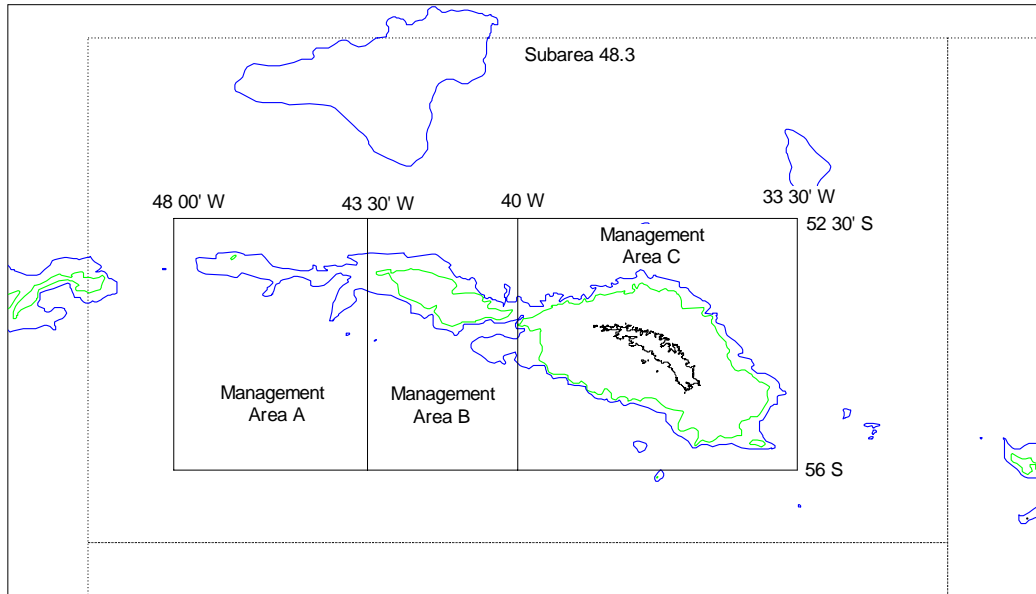 Subarea 48.3
48 00' W
43 30' W
40 W
33 30' W
52 30' S
Management
Area C
Management
Area A
Management
Area B
56 S